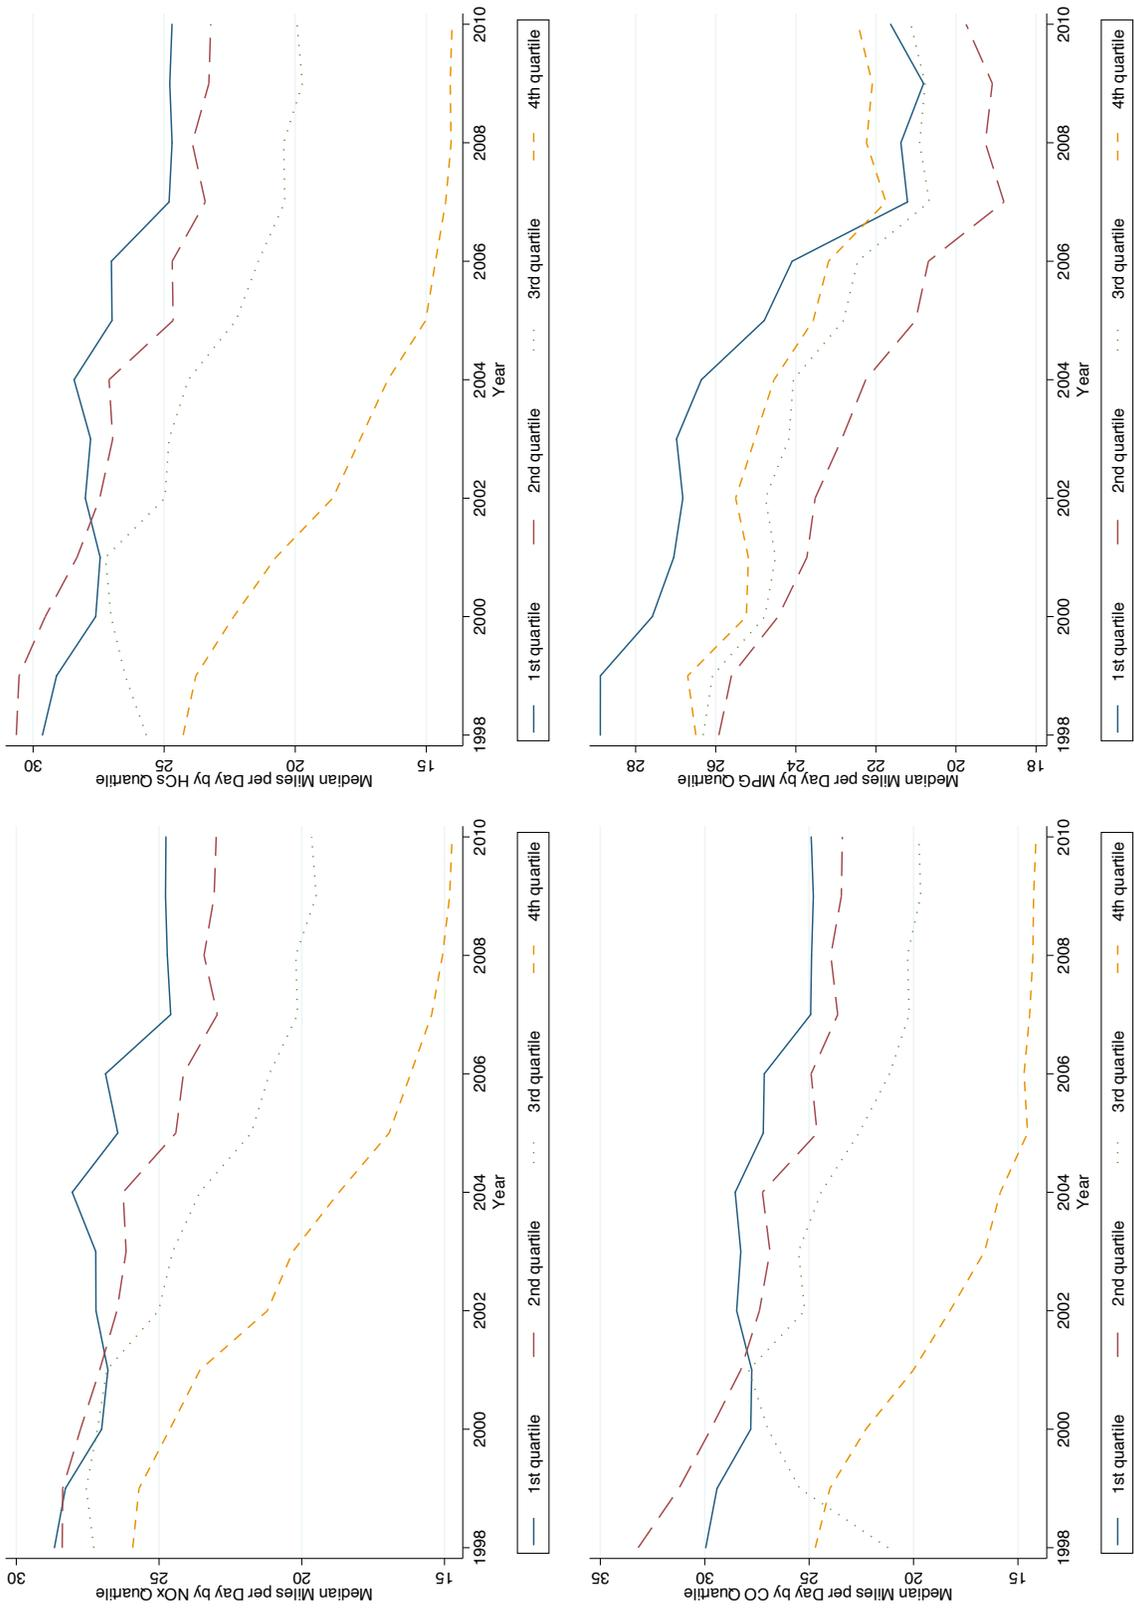 Median Miles per Day by NOx Quartile
30
25
20
15
1998 2000 2002 2004 2006 2008 2010
Year
1st quartile 2nd quartile 3rd quartile 4th quartile
Median Miles per Day by HCs Quartile
30
25
20
15
1998 2000 2002 2004 2006 2008 2010
Year
1st quartile 2nd quartile 3rd quartile 4th quartile
Median Miles per Day by CO Quartile
35
30
25
20
15
1998 2000 2002 2004 2006 2008 2010
Year
1st quartile 2nd quartile 3rd quartile 4th quartile
Median Miles per Day by MPG Quartile
28
26
24
22
20
18
1998 2000 2002 2004 2006 2008 2010
Year
1st quartile 2nd quartile 3rd quartile 4th quartile